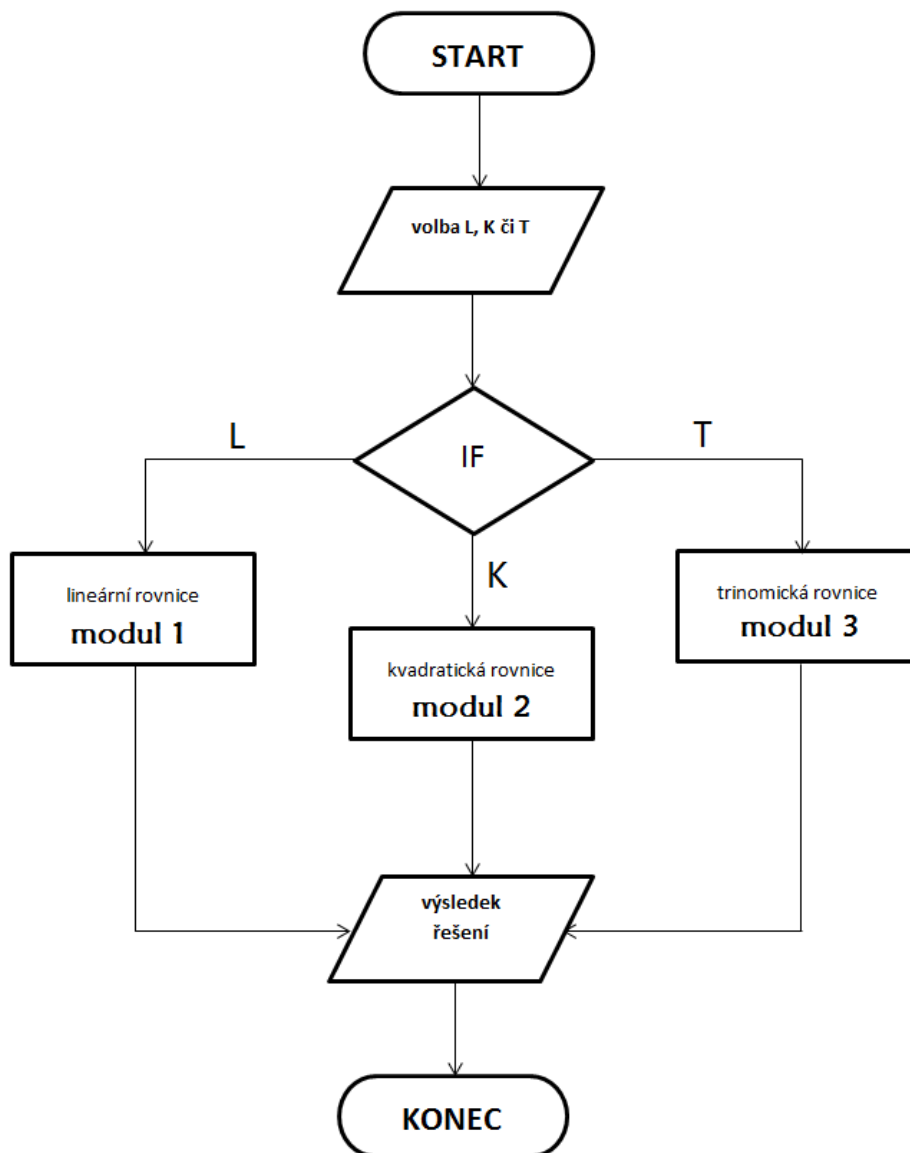 START
volba L, K či T
IF
L
T
K
lineární rovnice
modul 1
kvadratická rovnice
modul 2
trinomická rovnice
modul 3
výsledek
řešení
KONEC